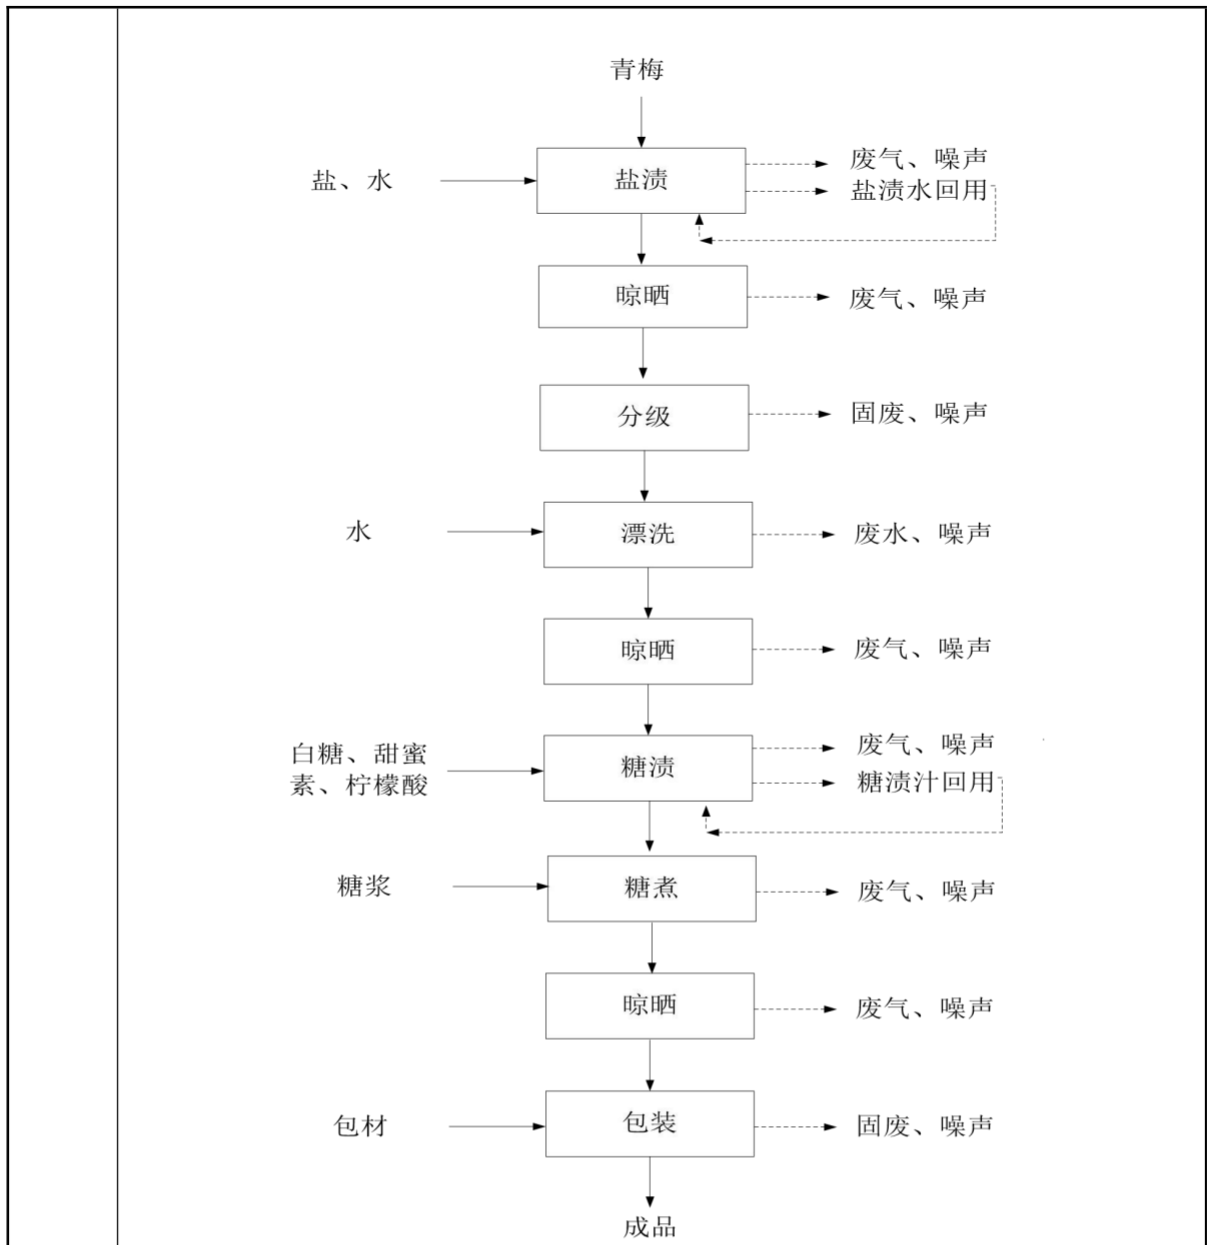 青梅
盐、水
盐渍
废气、噪声
盐渍水回用
晾晒
废气、噪声
分级
固废、噪声
水
漂洗
废水、噪声
晾晒
废气、噪声
白糖、甜蜜
素、柠檬酸
糖渍
废气、噪声
糖渍汁回用
糖浆
糖煮
废气、噪声
晾晒
废气、噪声
包材
包装
固废、噪声
成品